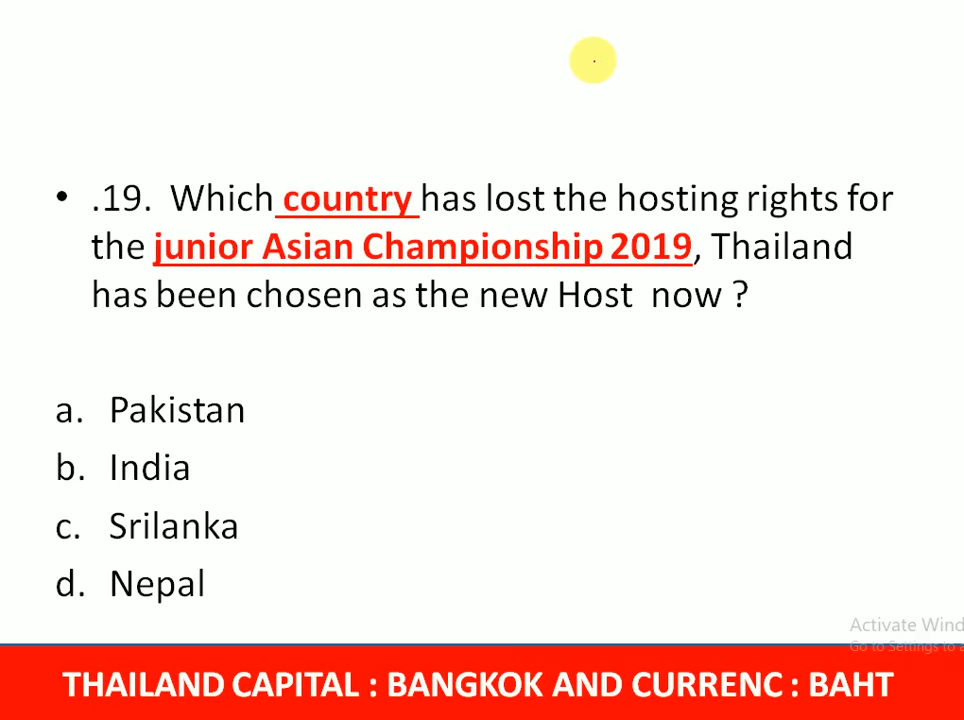 • .19. Which country has lost the hosting rights for
the junior Asian Championship 2019, Thailand
has been chosen as the new Host now ?
a. Pakistan
b. India
c. Srilanka
d. Nepal
Activate Wind
Go to Settings to a
THAILAND CAPITAL : BANGKOK AND CURRENC : BAHT